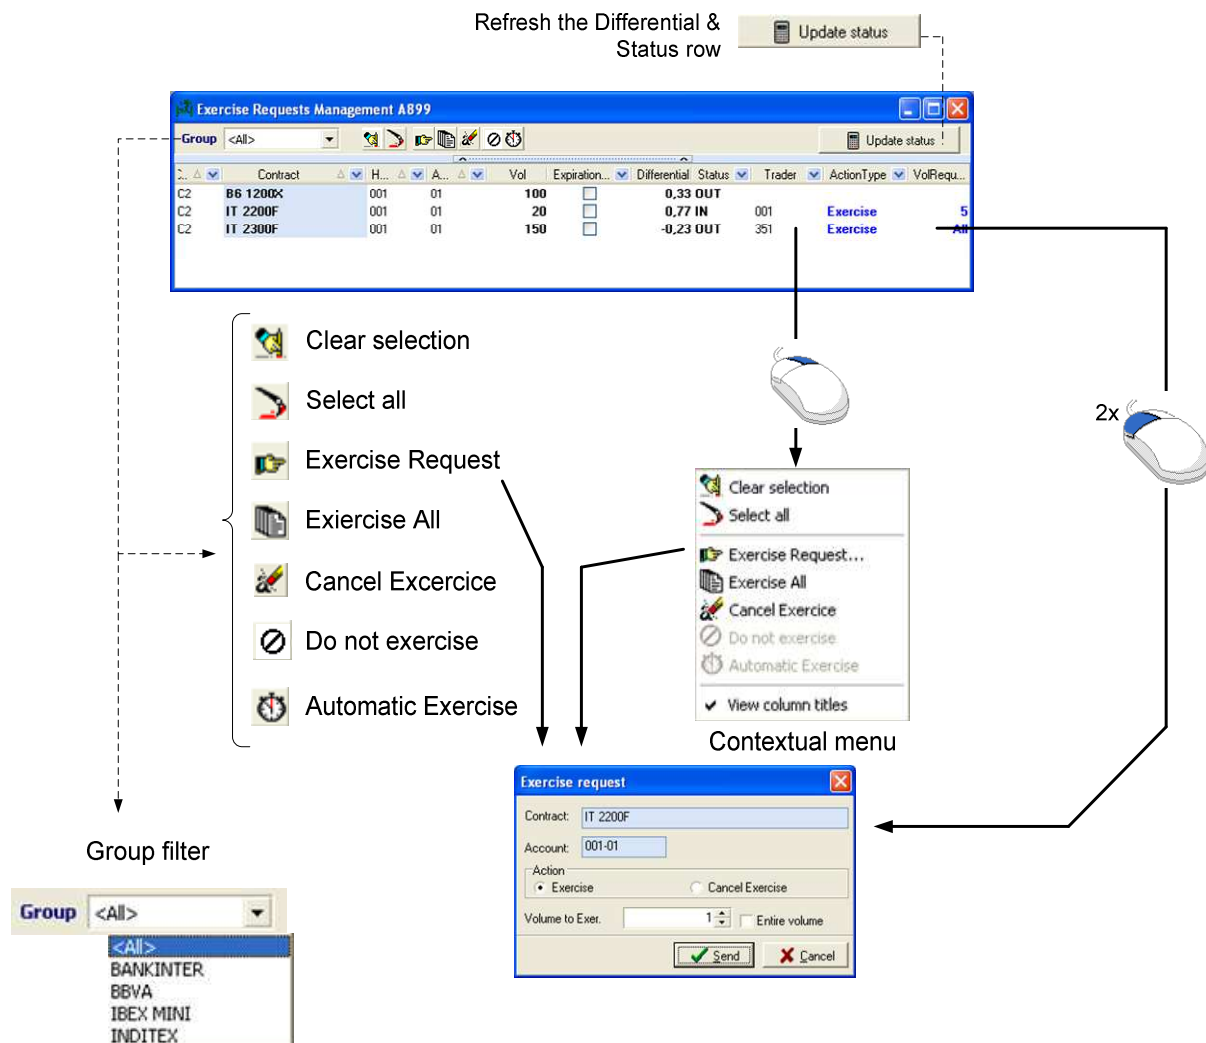 Refresh the Differential &
Status row
Update status
Exercise Requests Management A899
Group <All> Update status
Contract H... A... Vol Expiration... Differential Status Trader ActionType VolRequ...
C2 B6 1200X 001 01 100 0,33 OUT
C2 IT 2200F 001 01 20 0,77 IN 001 Exercise 5
C2 IT 2300F 001 01 150 -0,23 OUT 351 Exercise All
Clear selection
Select all
Exercise Request
Exiercise All
Cancel Excercice
Do not exercise
Automatic Exercise
2x
Clear selection
Select all
Exercise Request...
Exercise All
Cancel Exercice
Do not exercise
Automatic Exercise
View column titles
Contextual menu
Exercise request
Contract: IT 2200F
Account: 001-01
Action
Exercise Cancel Exercise
Volume to Exer. 1 Entire volume
Send Cancel
Group filter
Group <All>
<All>
BANKINTER
BBVA
IBEX MINI
INDITEX